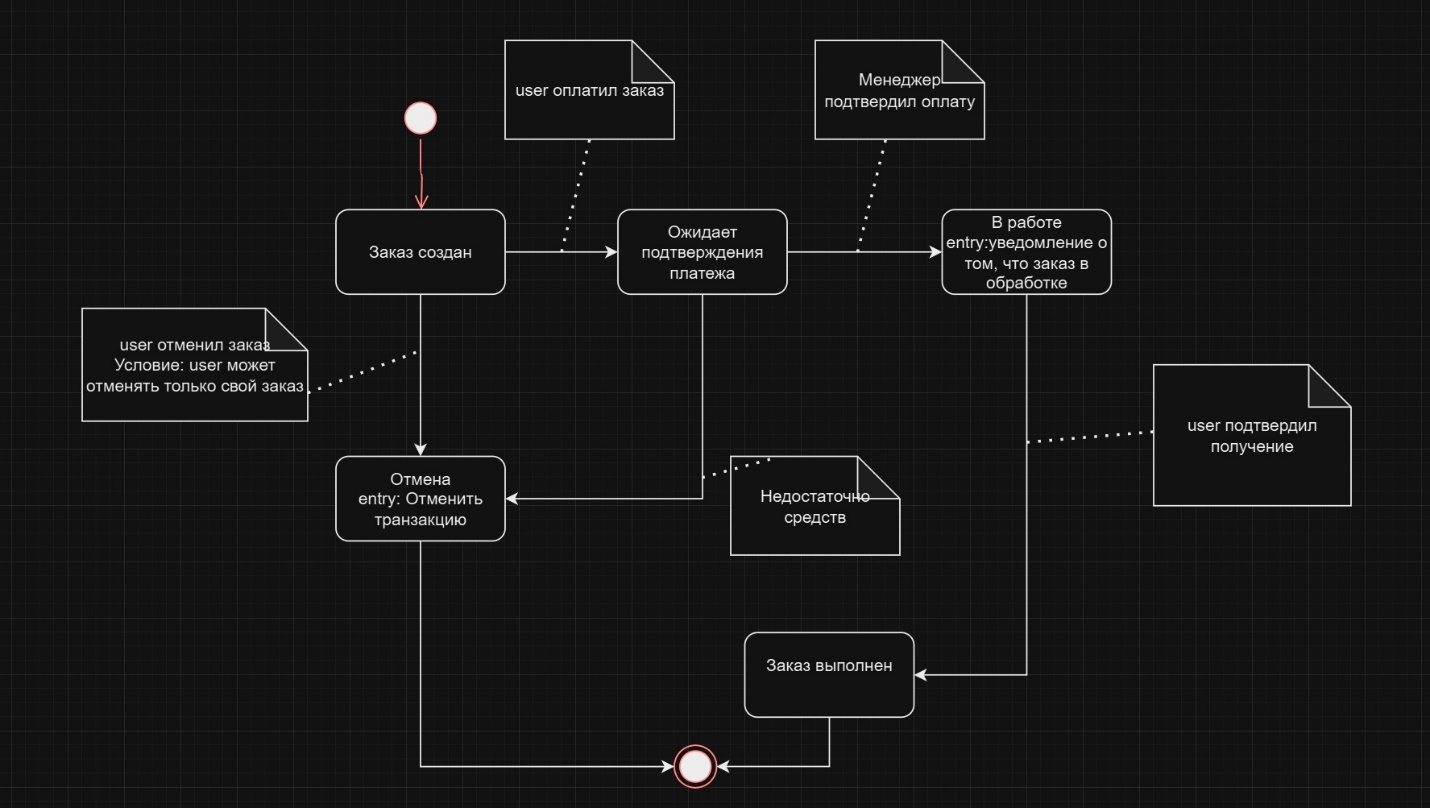 user оплатил заказ
Менеджер
подтвердил оплату
Заказ создан
Ожидает
подтверждения
платежа
В работе
entry:уведомление о
том, что заказ в
обработке
user отменил заказ
Условие: user может
отменять только свой заказ
user подтвердил
получение
Отмена
entry: Отменить
транзакцию
Недостаточно
средств
Заказ выполнен